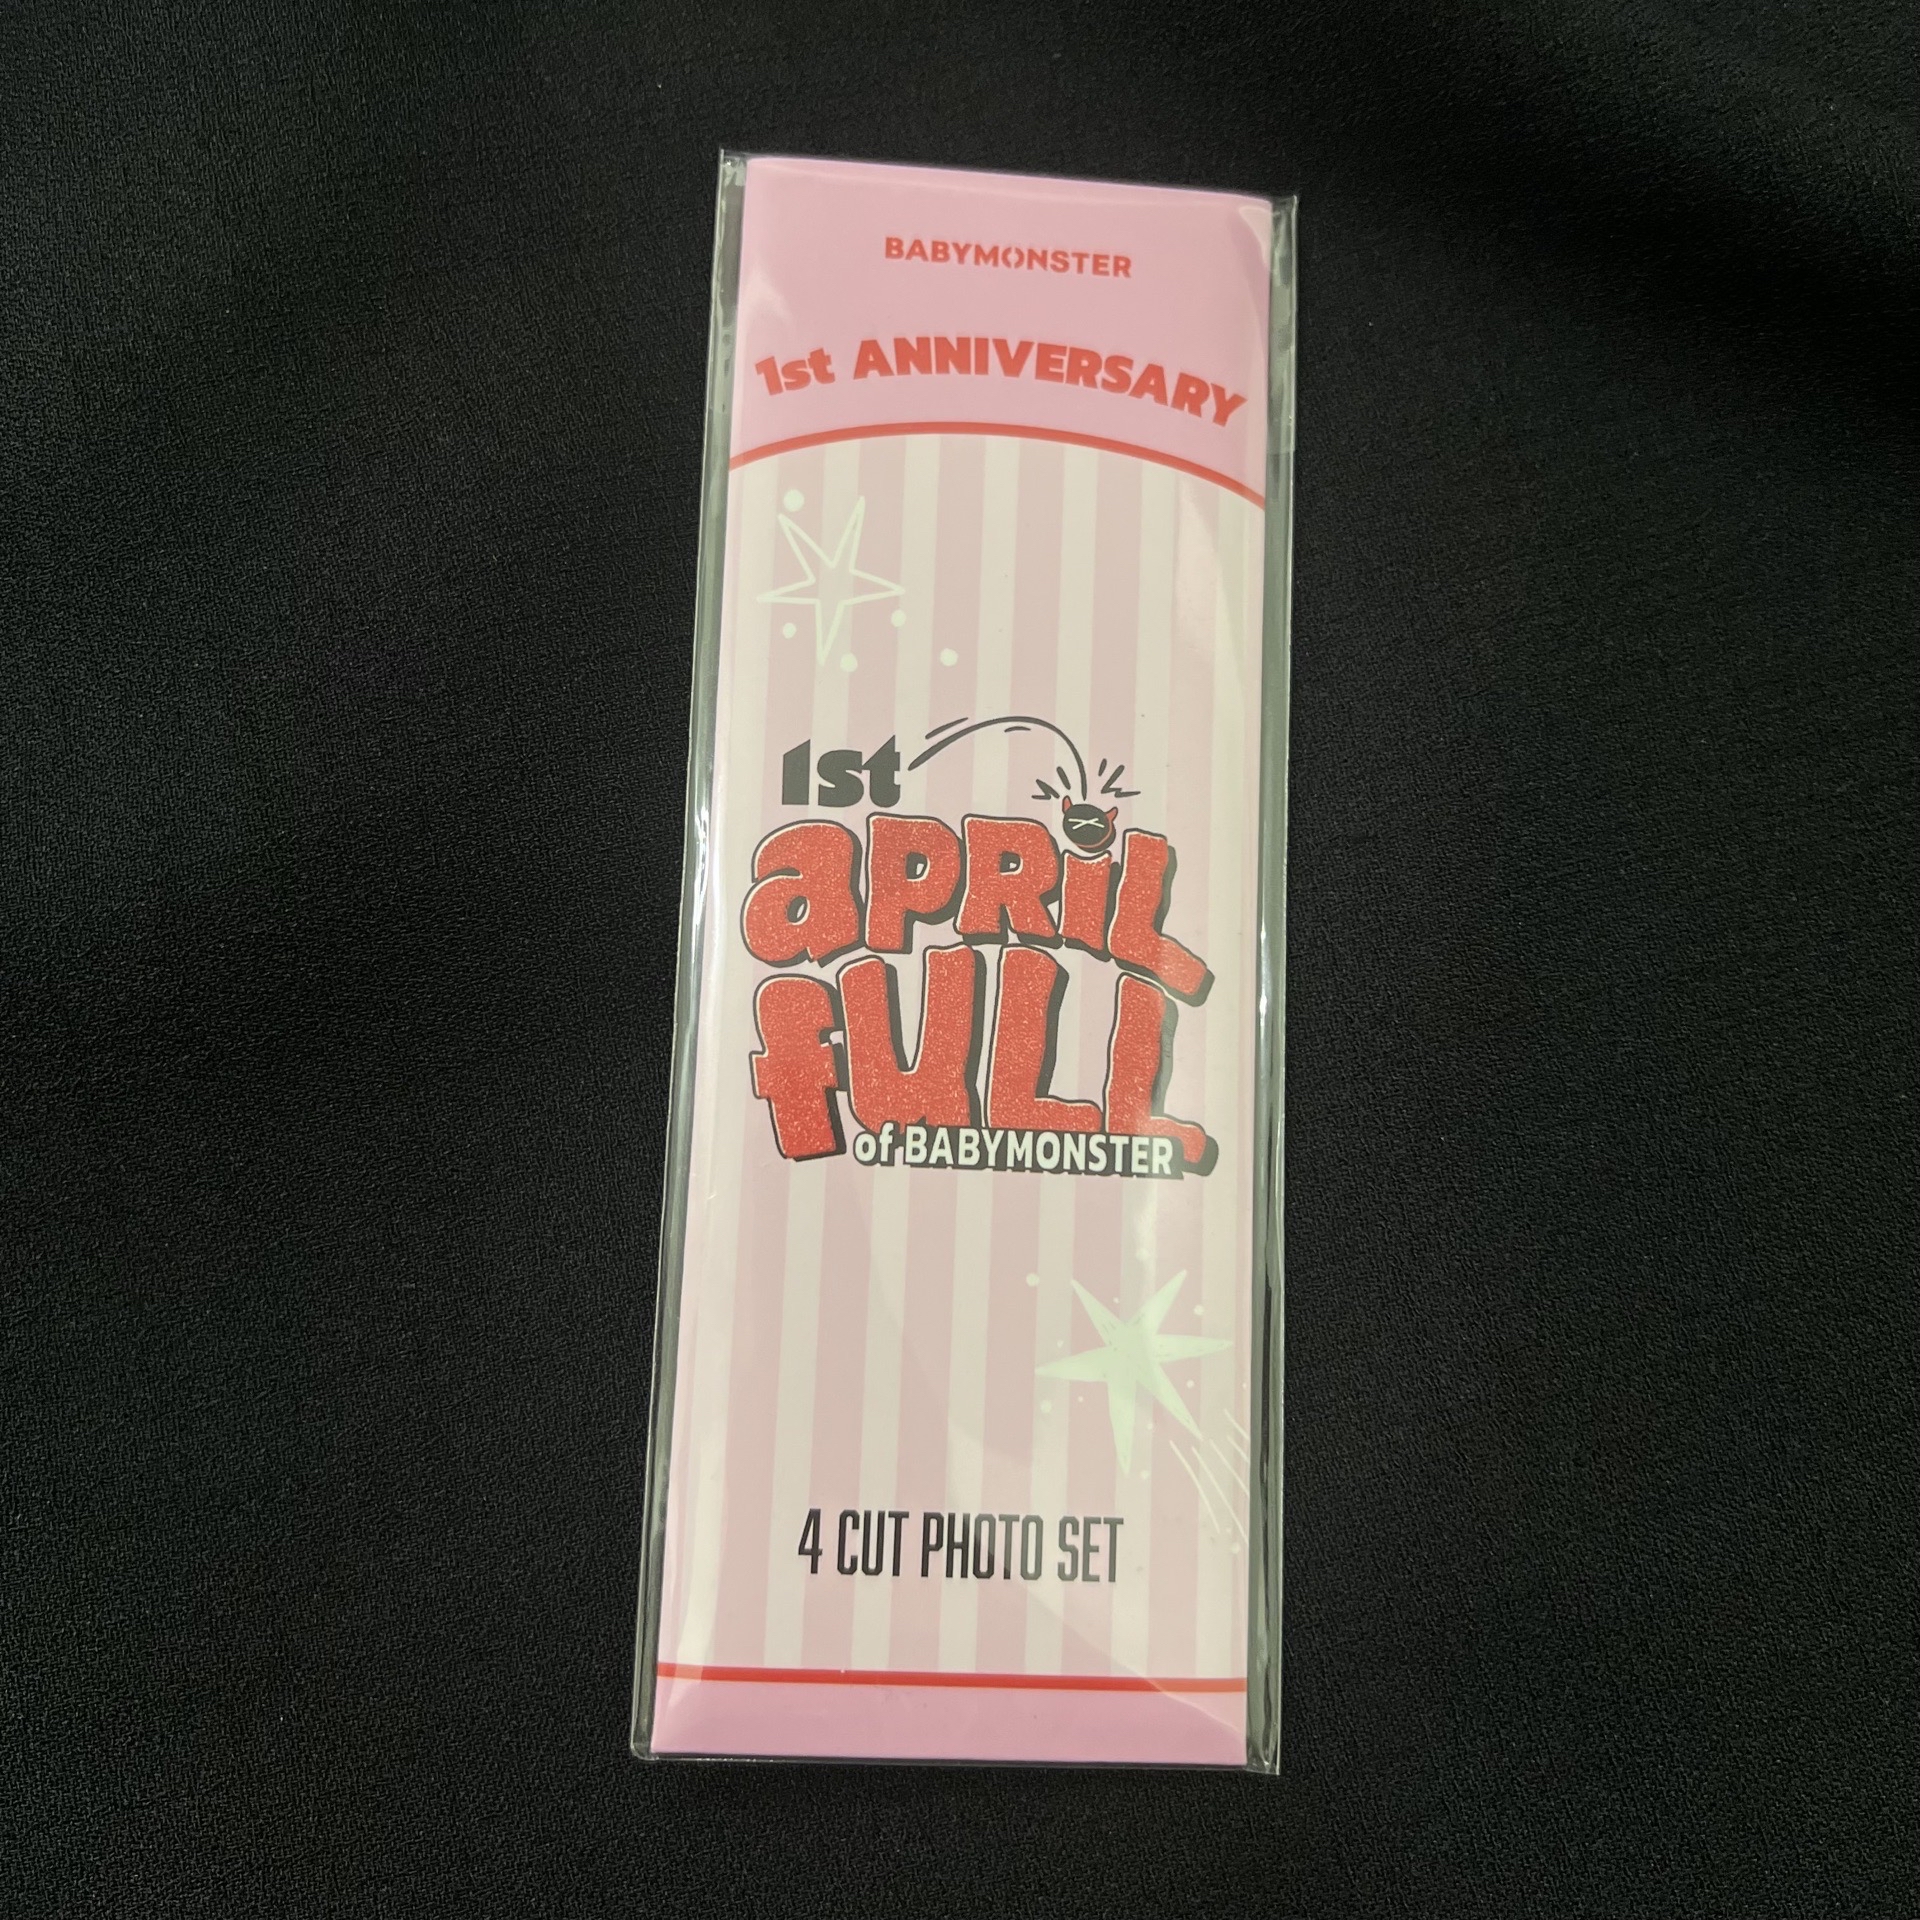 BABYMONSTER
1st ANNIVERSARY
1st
aPRiL
fULL
of BABYMONSTER
4 CUT PHOTO SET